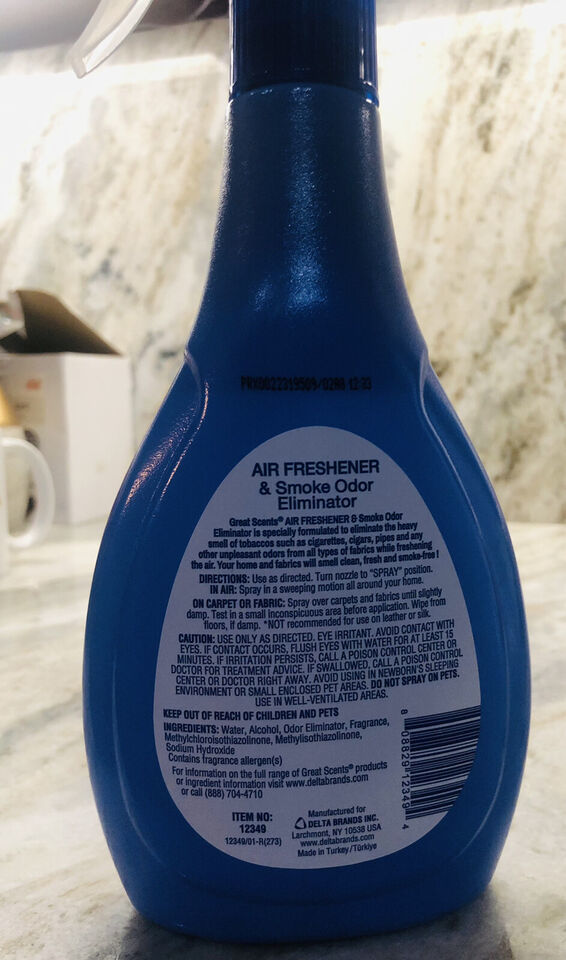 PRX0022319509/0288 12:33
AIR FRESHENER
& Smoke Odor
Eliminator
Great Scents® AIR FRESHENER & Smoke Odor
Eliminator is specially formulated to eliminate the heavy
smell of tobaccos such as cigarettes, cigars, pipes and any
other unpleasant odors from all types of fabrics while freshening
the air. Your home and fabrics will smell clean, fresh and smoke-free!
DIRECTIONS: Use as directed. Turn nozzle to "SPRAY" position.
IN AIR: Spray in a sweeping motion all around your home.
ON CARPET OR FABRIC: Spray over carpets and fabrics until slightly
damp. Test in a small inconspicuous area before application. Wipe from
floors, if damp. *NOT recommended for use on leather or silk.
CAUTION: USE ONLY AS DIRECTED. EYE IRRITANT. AVOID CONTACT WITH
EYES. IF CONTACT OCCURS, FLUSH EYES WITH WATER FOR AT LEAST 15
MINUTES. IF IRRITATION PERSISTS, CALL A POISON CONTROL CENTER OR
DOCTOR FOR TREATMENT ADVICE. IF SWALLOWED, CALL A POISON CONTROL
CENTER OR DOCTOR RIGHT AWAY. AVOID USING IN NEWBORN'S SLEEPING
ENVIRONMENT OR SMALL ENCLOSED PET AREAS. DO NOT SPRAY ON PETS.
USE IN WELL-VENTILATED AREAS.
KEEP OUT OF REACH OF CHILDREN AND PETS
INGREDIENTS: Water, Alcohol, Odor Eliminator, Fragrance,
Methylchloroisothiazolinone, Methylisothiazolinone,
Sodium Hydroxide
Contains fragrance allergen(s)
For information on the full range of Great Scents® products
or ingredient information visit www.deltabrands.com
or call (888) 704-4710
ITEM NO:
12349
12349/01-R(273)
Manufactured for
DELTA BRANDS INC.
Larchmont, NY 10538 USA
www.deltabrands.com
Made in Turkey/Türkiye
8 08829 12349 4